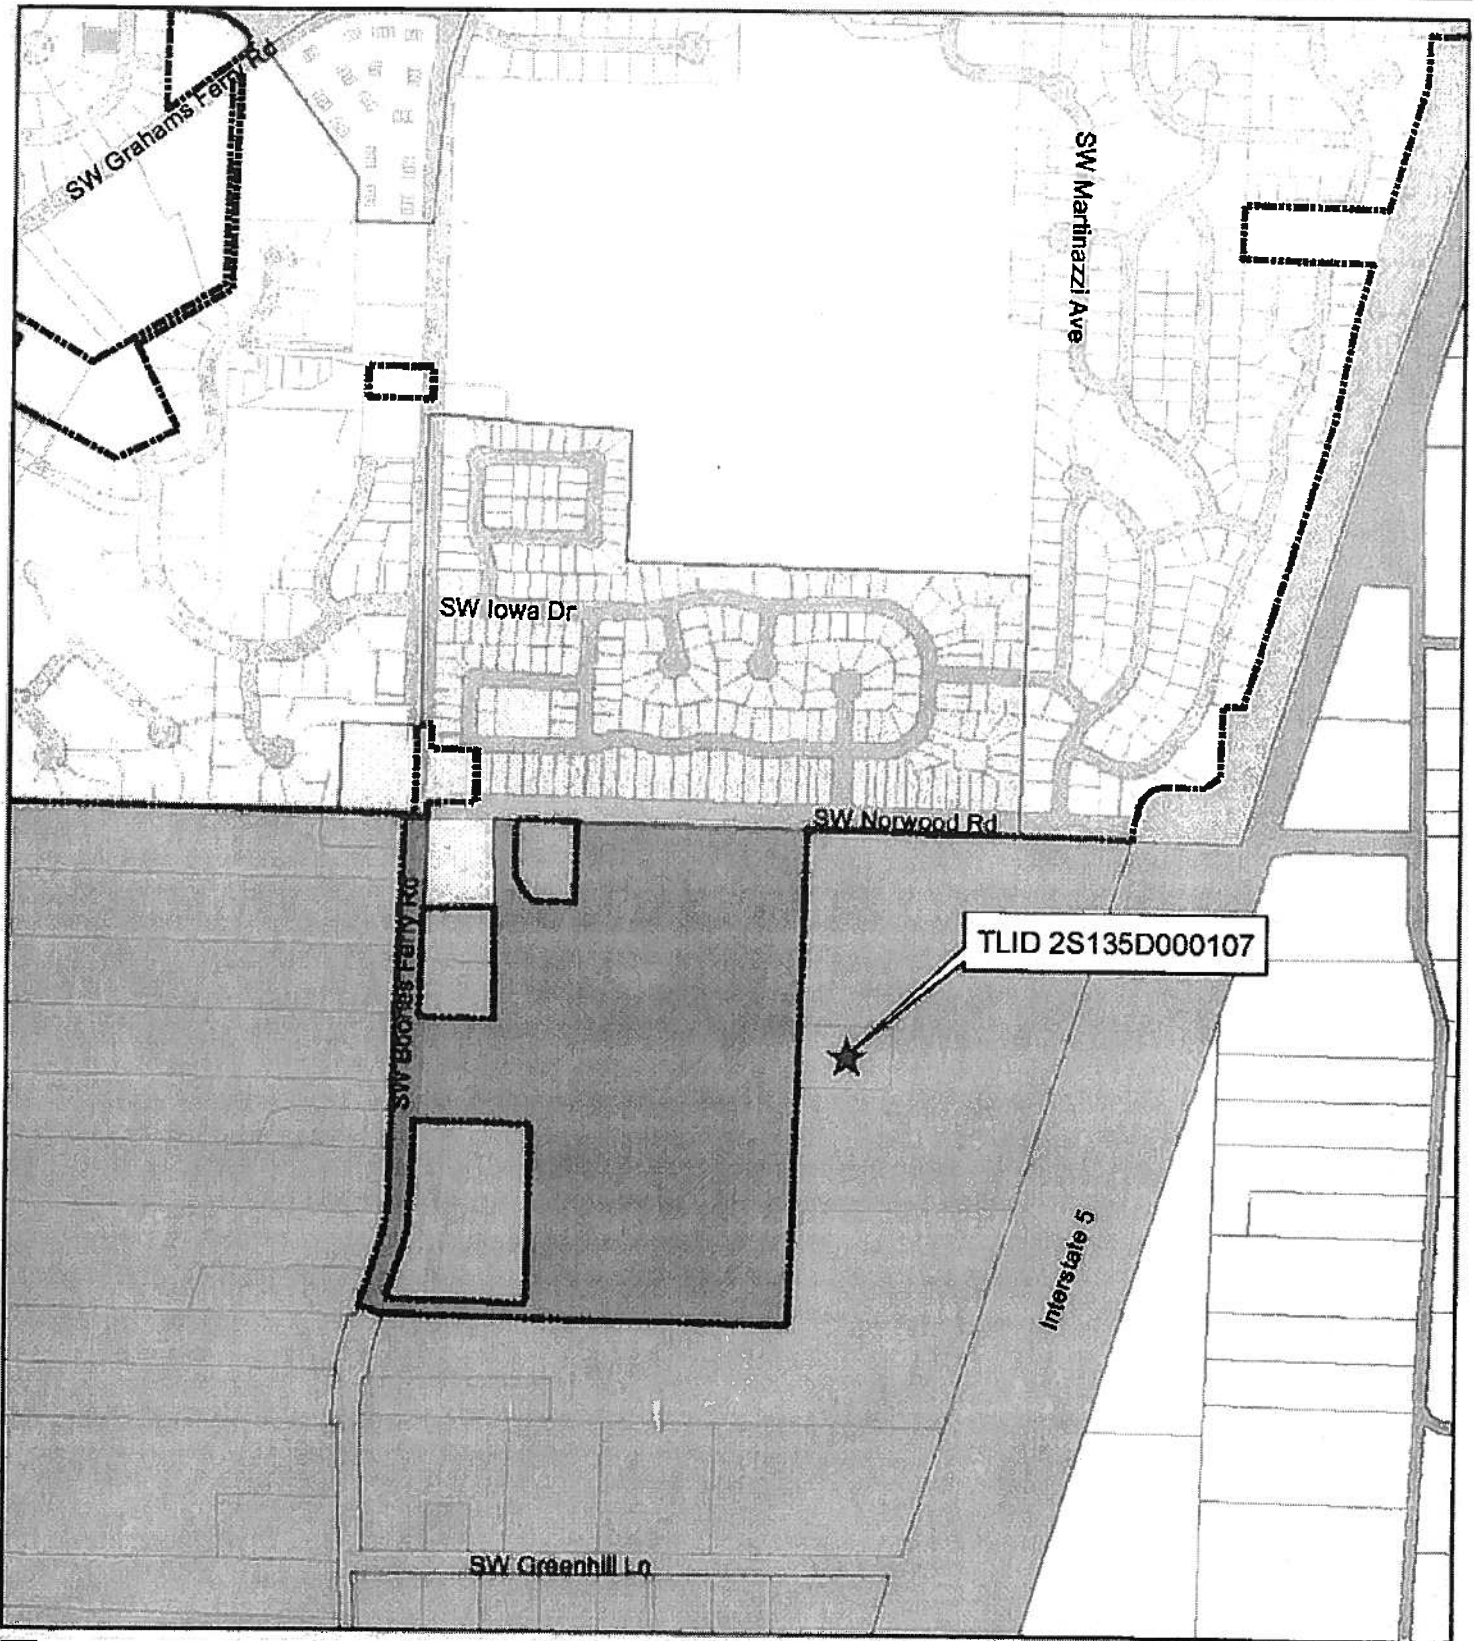 SW Grahams Ferry Rd
SW Martinazzi Ave
SW Iowa Dr
SW Norwood Rd
SW Boones Ferry Rd
TLID 2S135D000107
Interstate 5
SW Greenhill Ln